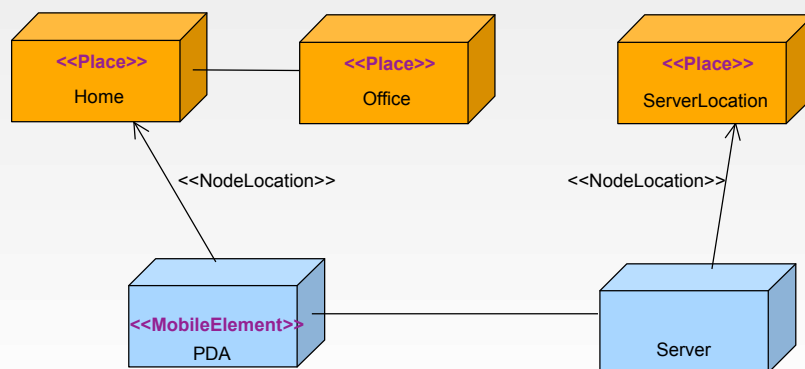 <<Place>>
Home
<<Place>>
Office
<<Place>>
ServerLocation
<<NodeLocation>>
<<NodeLocation>>
<<MobileElement>>
PDA
Server